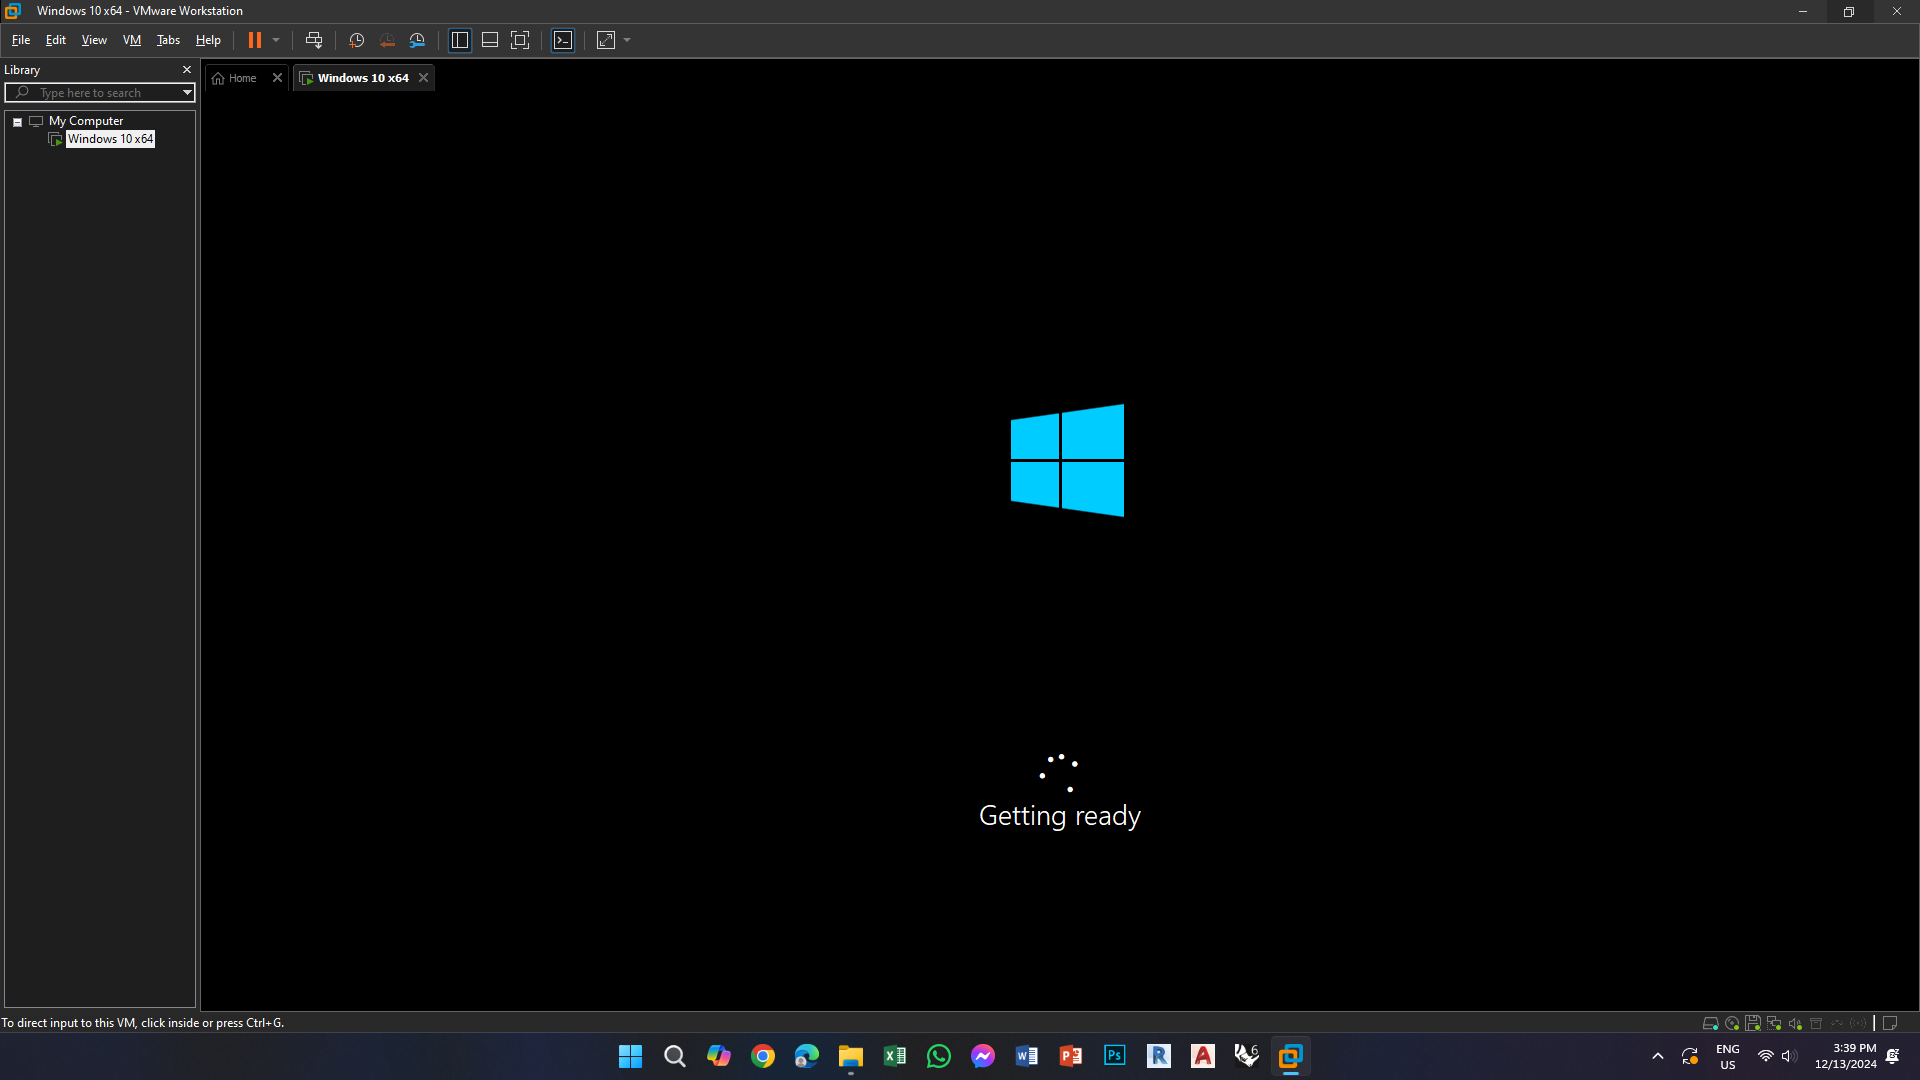 Windows 10 x64 - VMware Workstation
File Edit View VM Tabs Help
Library
Type here to search
My Computer
Windows 10 x64
Home
Windows 10 x64
Getting ready
To direct input to this VM, click inside or press Ctrl+G.
Ps
R
A
6
ENG
US
3:39 PM
12/13/2024